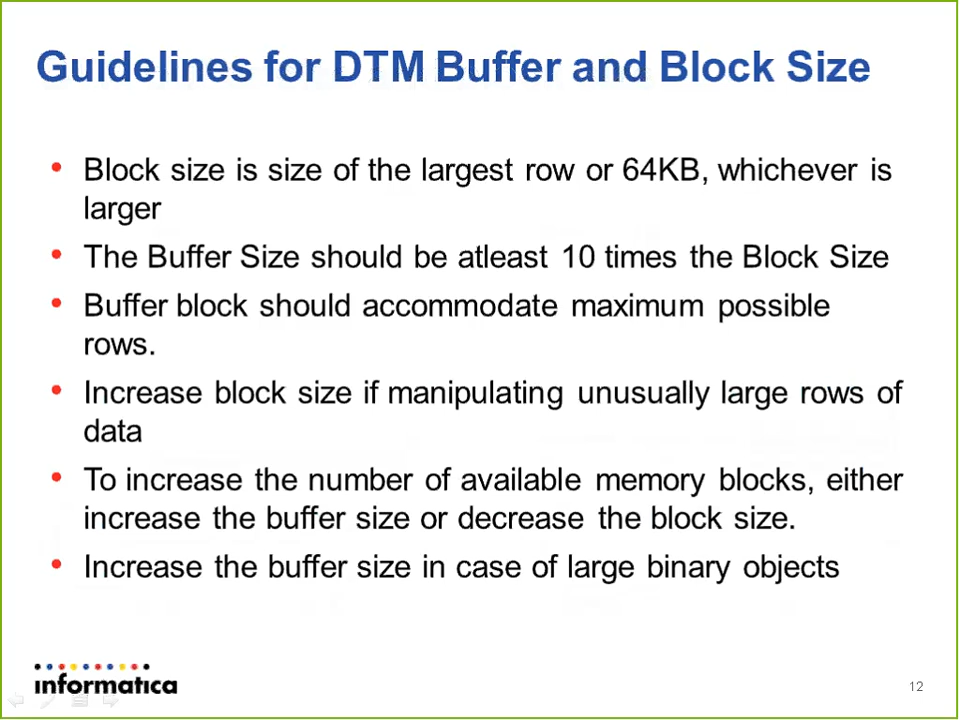 Guidelines for DTM Buffer and Block Size
• Block size is size of the largest row or 64KB, whichever is
larger
• The Buffer Size should be atleast 10 times the Block Size
• Buffer block should accommodate maximum possible
rows.
• Increase block size if manipulating unusually large rows of
data
• To increase the number of available memory blocks, either
increase the buffer size or decrease the block size.
• Increase the buffer size in case of large binary objects
informatica
12